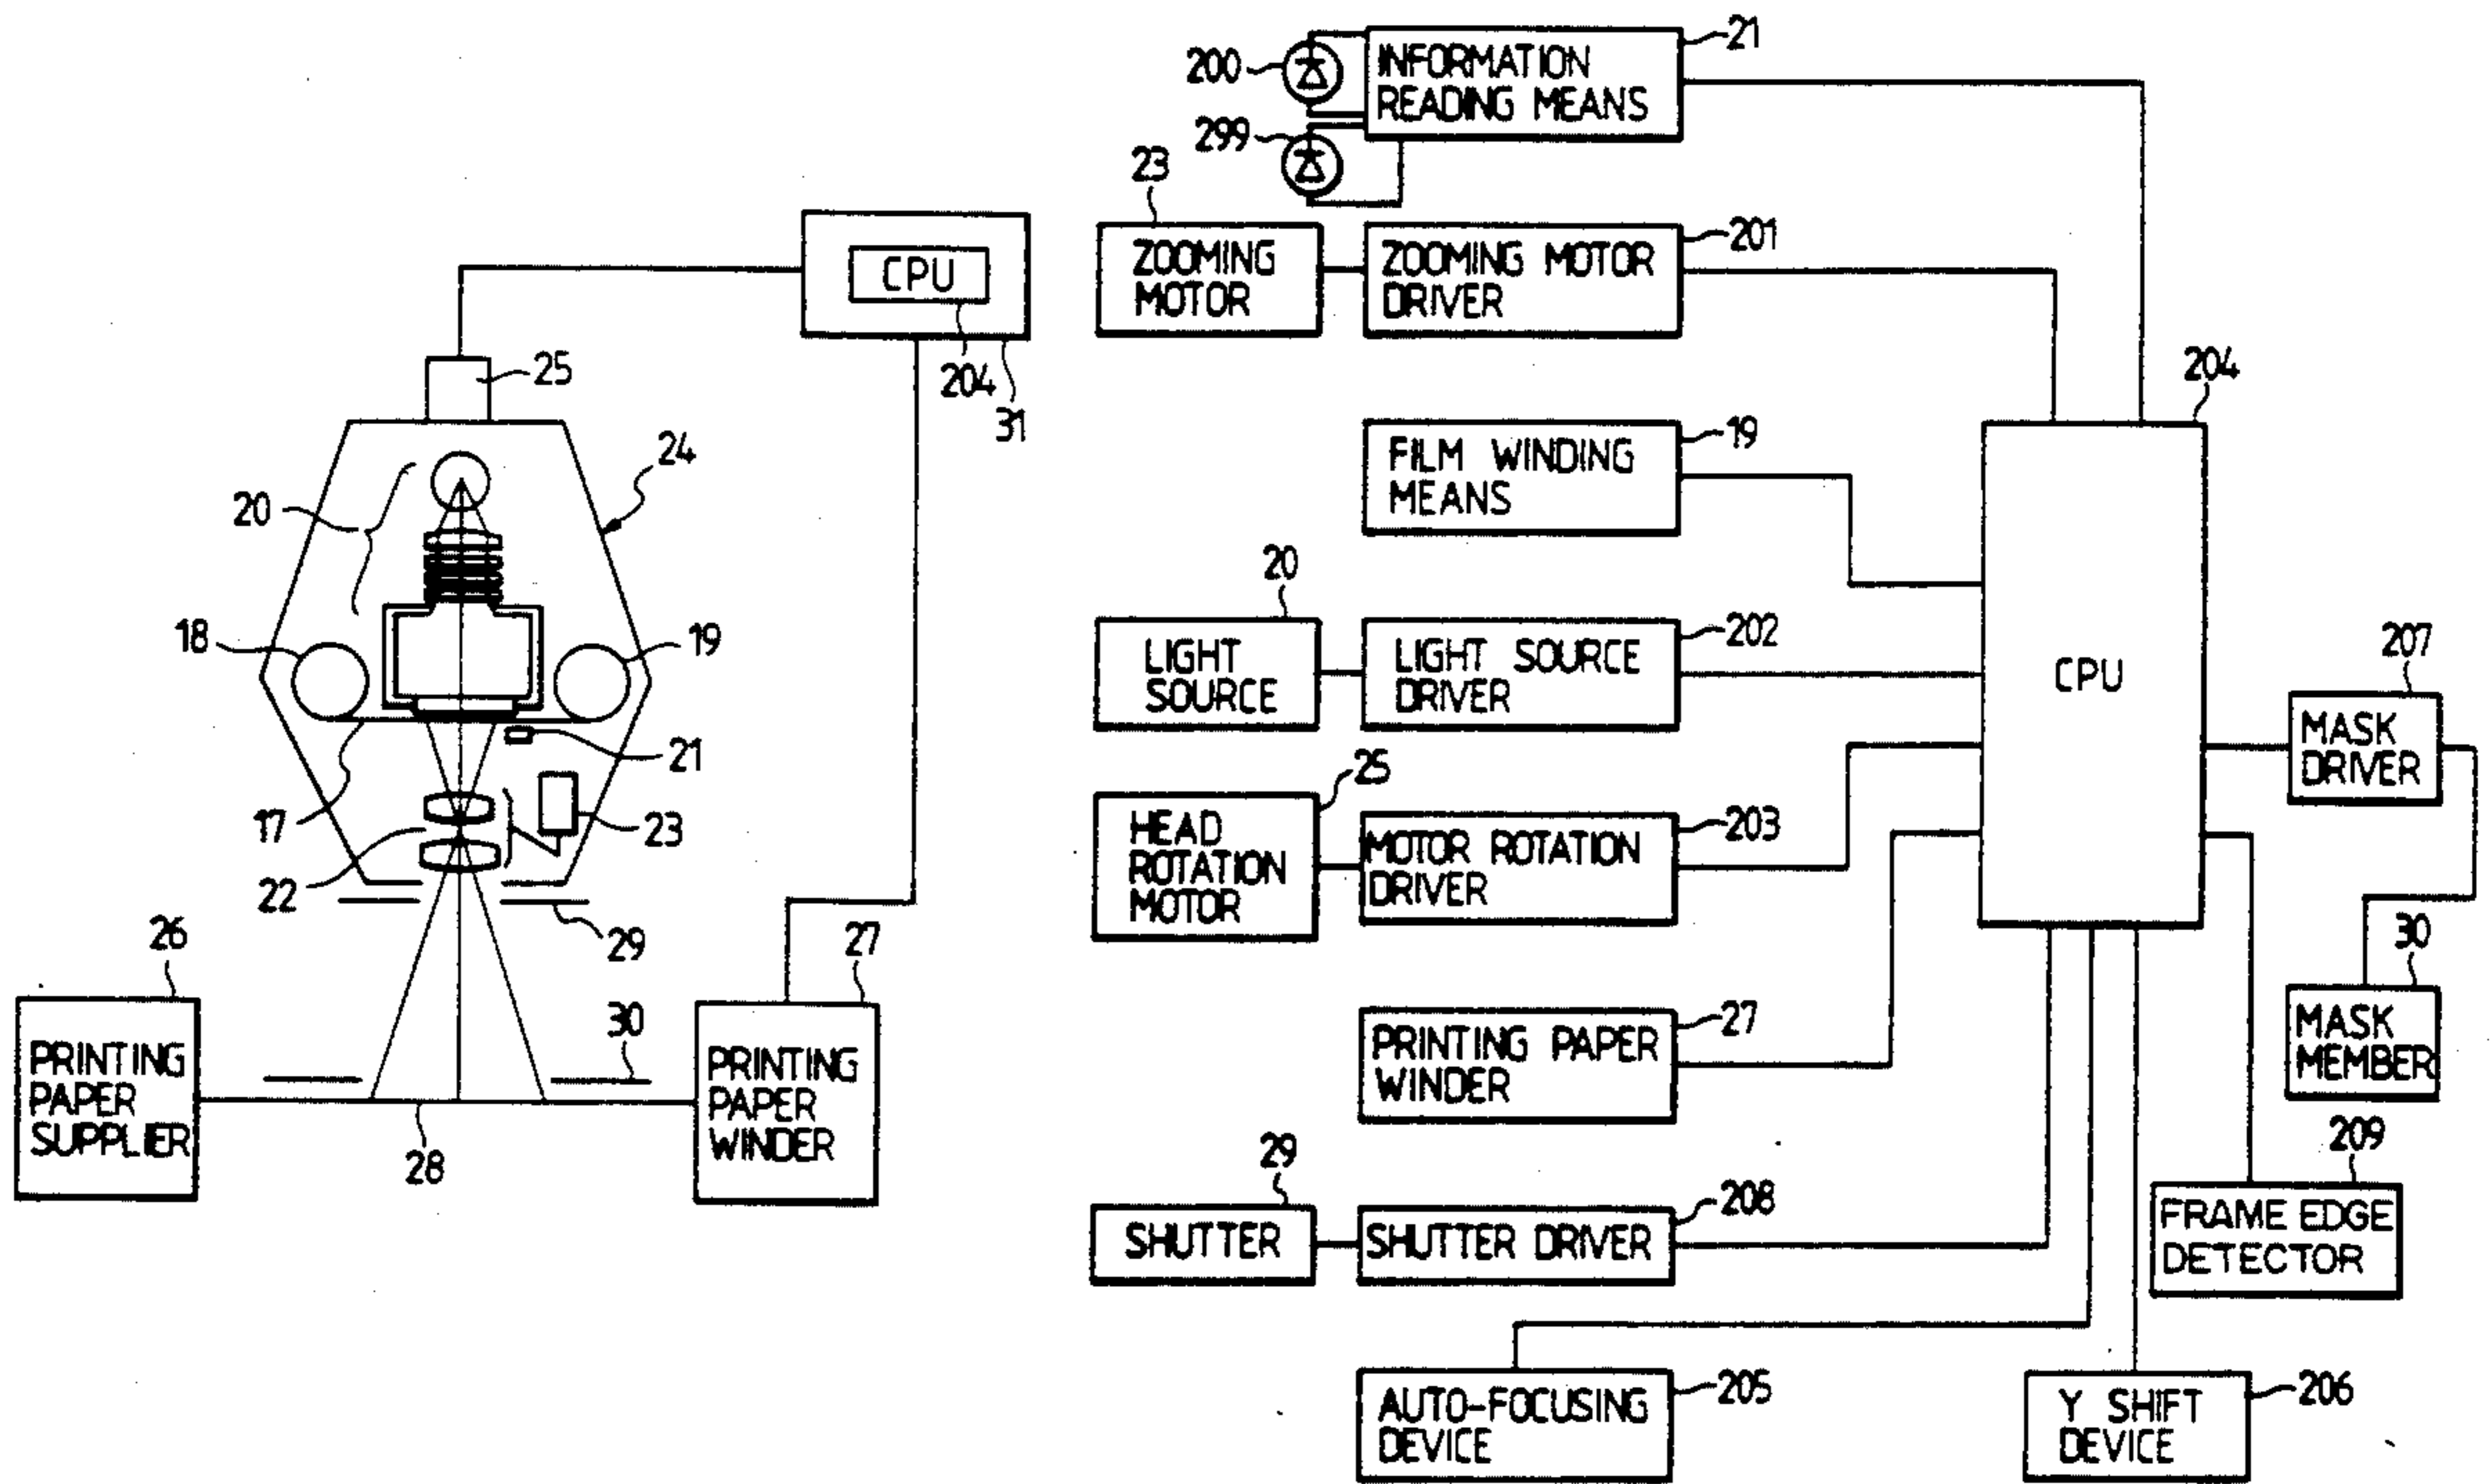 CPU
204
31
25
24
20
18
19
21
17
23
22
29
26
27
30
PRINTING
PAPER
SUPPLIER
28
PRINTING
PAPER
WINDER
200
299
INFORMATION
READING MEANS
21
23
ZOOMING
MOTOR
ZOOMING MOTOR
DRIVER
201
FILM WINDING
MEANS
19
204
CPU
20
LIGHT
SOURCE
LIGHT SOURCE
DRIVER
202
207
MASK
DRIVER
25
HEAD
ROTATION
MOTOR
MOTOR ROTATION
DRIVER
203
30
MASK
MEMBER
PRINTING PAPER
WINDER
27
29
SHUTTER
SHUTTER DRIVER
208
209
FRAME EDGE
DETECTOR
AUTO-FOCUSING
DEVICE
205
Y SHIFT
DEVICE
206